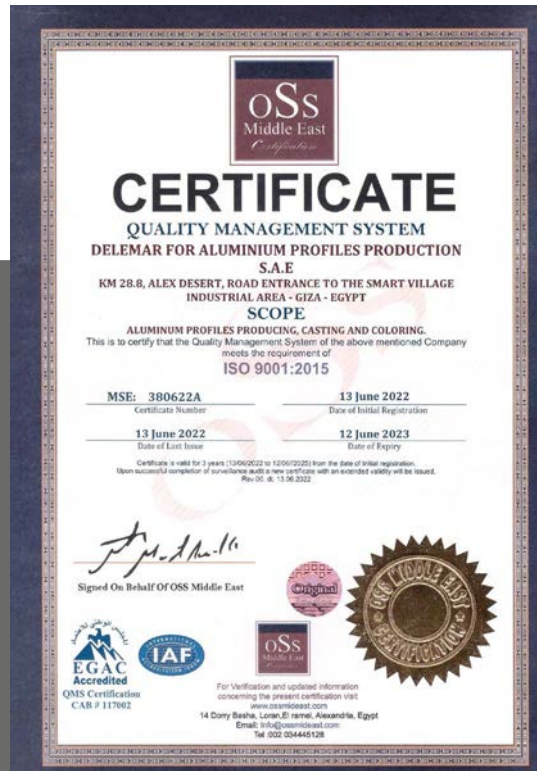 OSS
Middle East
Certification
CERTIFICATE
QUALITY MANAGEMENT SYSTEM
DELEMAR FOR ALUMINIUM PROFILES PRODUCTION
S.A.E
KM 28.8, ALEX DESERT, ROAD ENTRANCE TO THE SMART VILLAGE
INDUSTRIAL AREA - GIZA - EGYPT
SCOPE
ALUMINUM PROFILES PRODUCING, CASTING AND COLORING.
This is to certify that the Quality Management System of the above mentioned Company
meets the requirement of
ISO 9001:2015
MSE: 380622A
Certificate Number
13 June 2022
Date of Initial Registration
13 June 2022
Date of Last Issue
12 June 2023
Date of Expiry
Certificate is valid for 3 years (13/06/2022 to 12/06/2025) from the date of initial registration.
Upon successful completion of surveillance audit a new certificate with an extended validity will be issued.
Rev.00. dt. 13.06.2022
Signed On Behalf Of OSS Middle East
Original
OSS MIDDLE EAST
CERTIFICATION
EGAC
Accredited
QMS Certification
CAB # 117002
INTERNATIONAL
IAF
ACCREDITATION FORUM
OSS
Middle East
For Verification and updated information
concerning the present certification visit
www.ossmideast.com
14 Dorry Basha, Loran,El ramel, Alexandria, Egypt
Email: Info@ossmideast.com
Tel :002 034445128